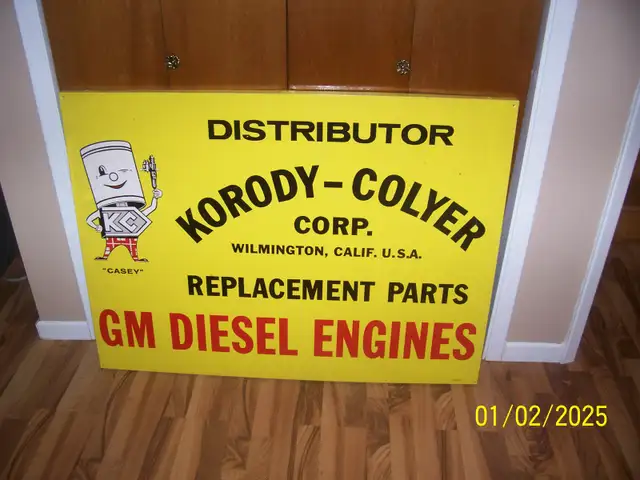 DISTRIBUTOR
KORODY-COLYER
CORP.
WILMINGTON, CALIF. U.S.A.
KC
"CASEY"
REPLACEMENT PARTS
GM DIESEL ENGINES
01/02/2025